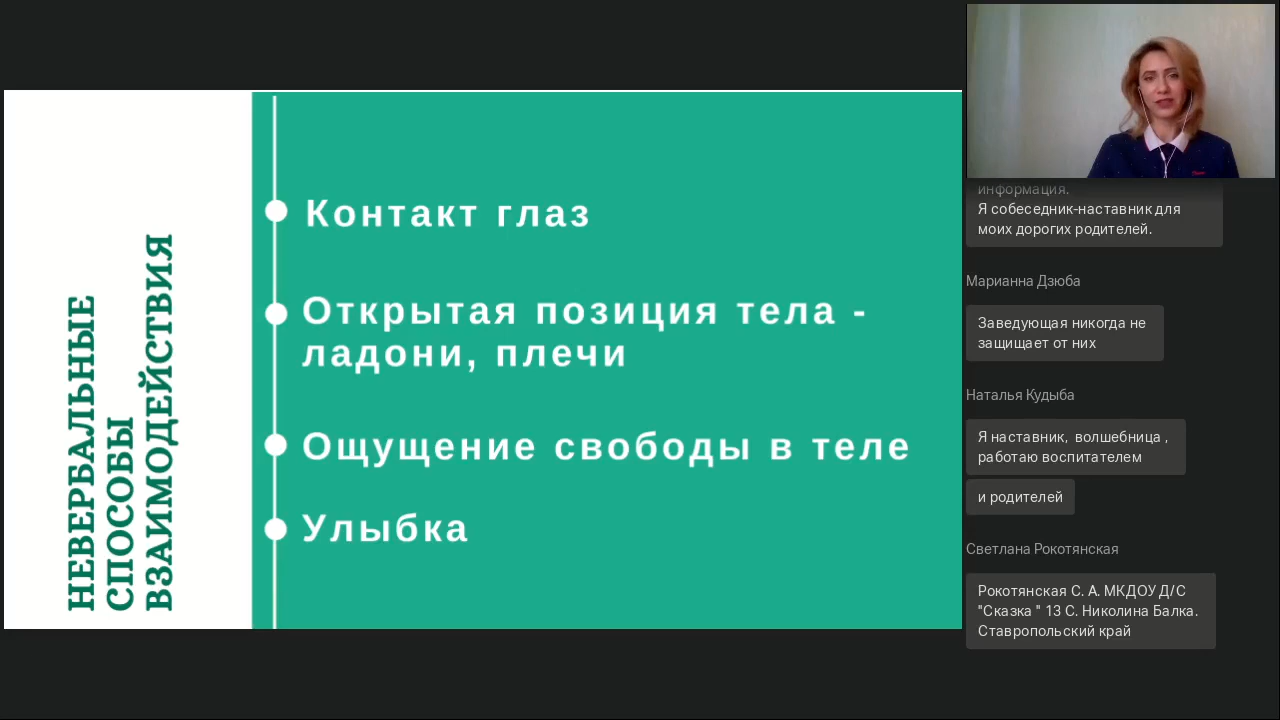 НЕВЕРБАЛЬНЫЕ
СПОСОБЫ
ВЗАИМОДЕЙСТВИЯ
Контакт глаз
Открытая позиция тела -
ладони, плечи
Ощущение свободы в теле
Улыбка
информация.
Я собеседник-наставник для
моих дорогих родителей.
Марианна Дзюба
Заведующая никогда не
защищает от них
Наталья Кудыба
Я наставник, волшебница ,
работаю воспитателем
и родителей
Светлана Рокотянская
Рокотянская С. А. МКДОУ Д/С
"Сказка " 13 С. Николина Балка.
Ставропольский край